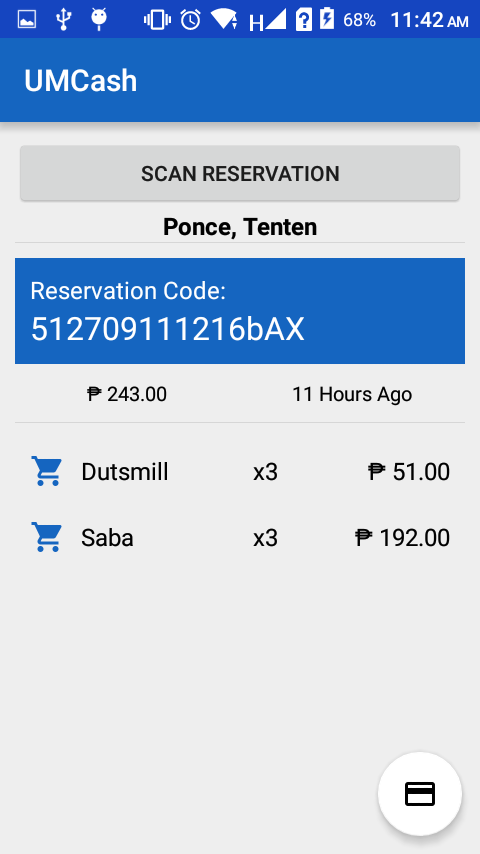 H 68% 11:42 AM
UMCash
SCAN RESERVATION
Ponce, Tenten
Reservation Code:
512709111216bAX
₱ 243.00 11 Hours Ago
Dutsmill x3 ₱ 51.00
Saba x3 ₱ 192.00